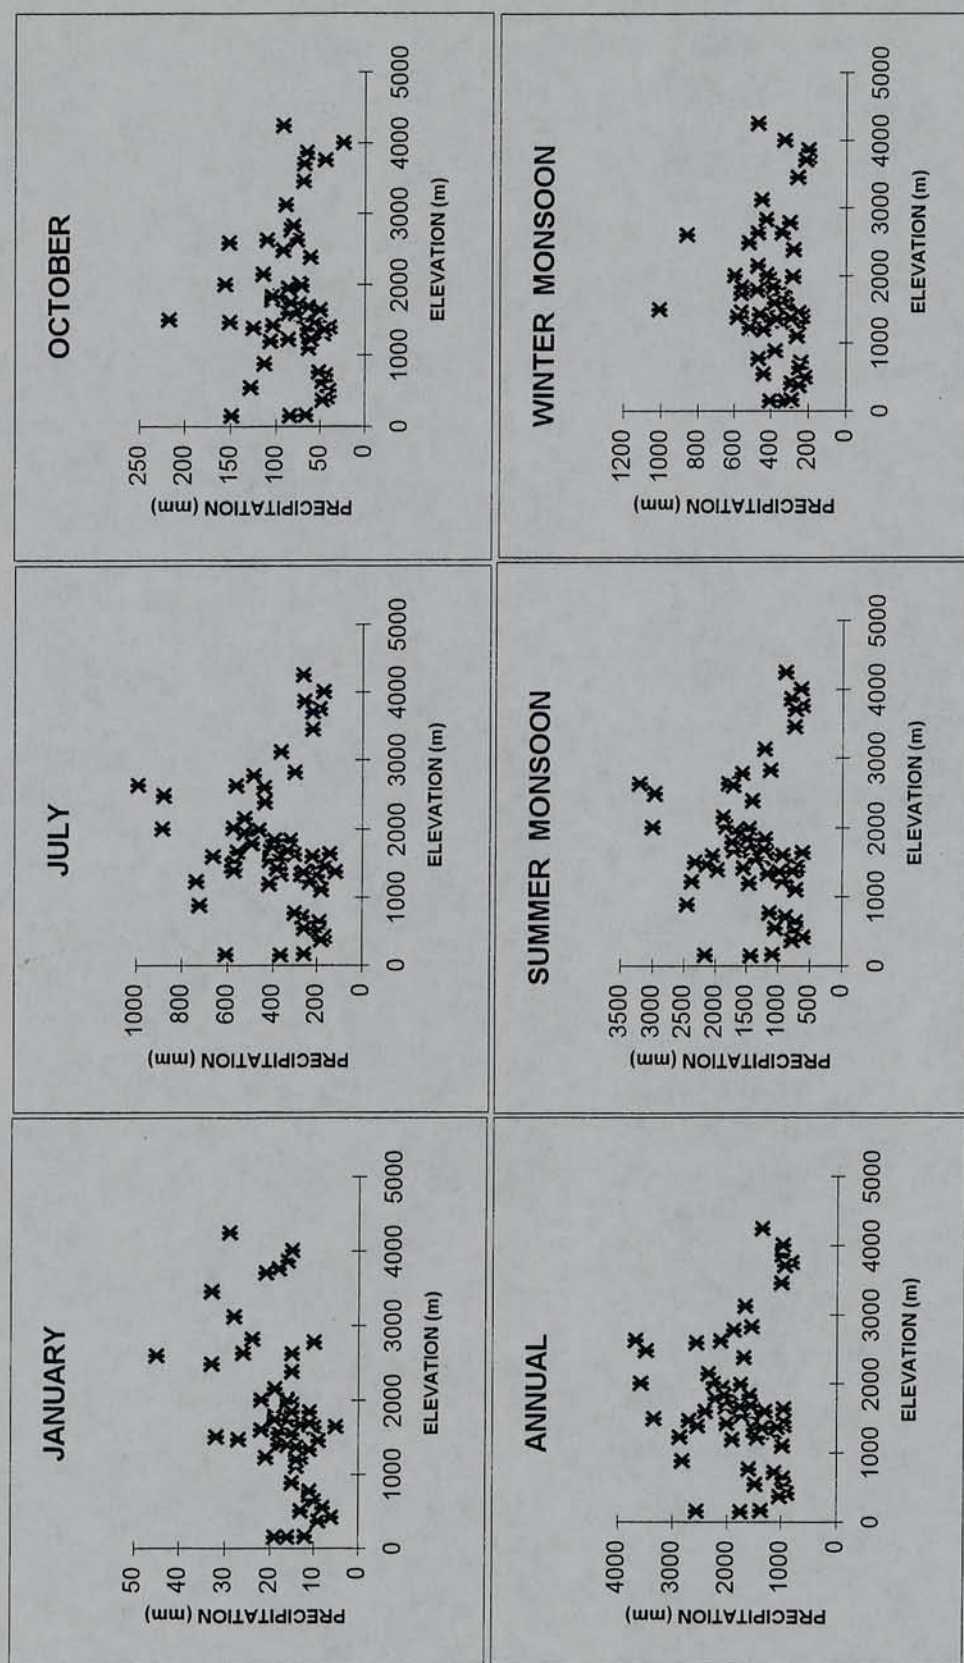 JANUARY
PRECIPITATION (mm)
50
40
30
20
10
0
0 1000 2000 3000 4000 5000
ELEVATION (m)
JULY
PRECIPITATION (mm)
1000
800
600
400
200
0
0 1000 2000 3000 4000 5000
ELEVATION (m)
OCTOBER
PRECIPITATION (mm)
250
200
150
100
50
0
0 1000 2000 3000 4000 5000
ELEVATION (m)
ANNUAL
PRECIPITATION (mm)
4000
3000
2000
1000
0
0 1000 2000 3000 4000 5000
ELEVATION (m)
SUMMER MONSOON
PRECIPITATION (mm)
3500
3000
2500
2000
1500
1000
500
0
0 1000 2000 3000 4000 5000
ELEVATION (m)
WINTER MONSOON
PRECIPITATION (mm)
1200
1000
800
600
400
200
0
0 1000 2000 3000 4000 5000
ELEVATION (m)